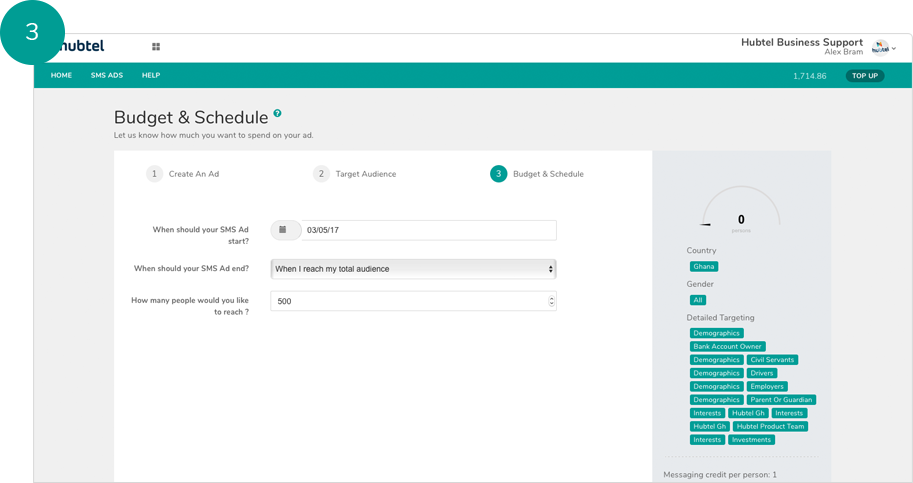 3
hubtel
Hubtel Business Support
Alex Bram
hubtel
HOME SMS ADS HELP 1,714.86 TOP UP
Budget & Schedule ?
Let us know how much you want to spend on your ad.
1 Create An Ad 2 Target Audience 3 Budget & Schedule
When should your SMS Ad start? 03/05/17
When should your SMS Ad end? When I reach my total audience
How many people would you like to reach ? 500
0
persons
Country
Ghana
Gender
All
Detailed Targeting
Demographics
Bank Account Owner
Demographics Civil Servants
Demographics Drivers
Demographics Employers
Demographics Parent Or Guardian
Interests Hubtel Gh Interests
Hubtel Gh Hubtel Product Team
Interests Investments
Messaging credit per person: 1